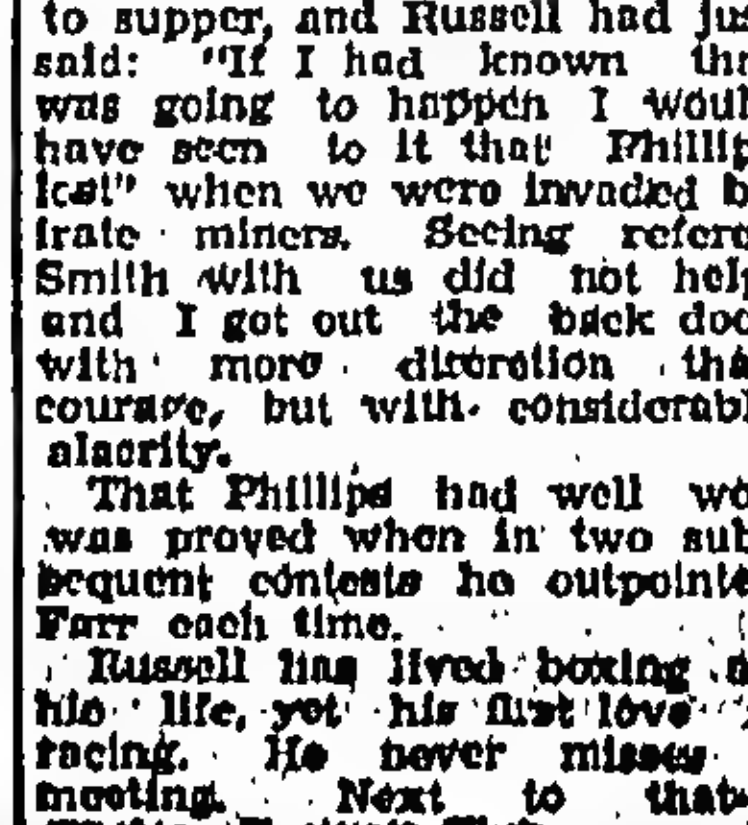 to supper, and Russell had ju
said: "If I had known tha
was going to happen I woul
have seen to it that Phillip
lost" when we were invaded b
irate miners. Seeing refere
Smith with us did not help
and I got out the back doo
with more discretion tha
courage, but with considerabl
alacrity.
That Phillips had well wo
was proved when in two sub
sequent contests he outpointe
Farr each time.
Russell has lived boxing a
his life, yet his first love
racing. He never misses
meeting. Next to that